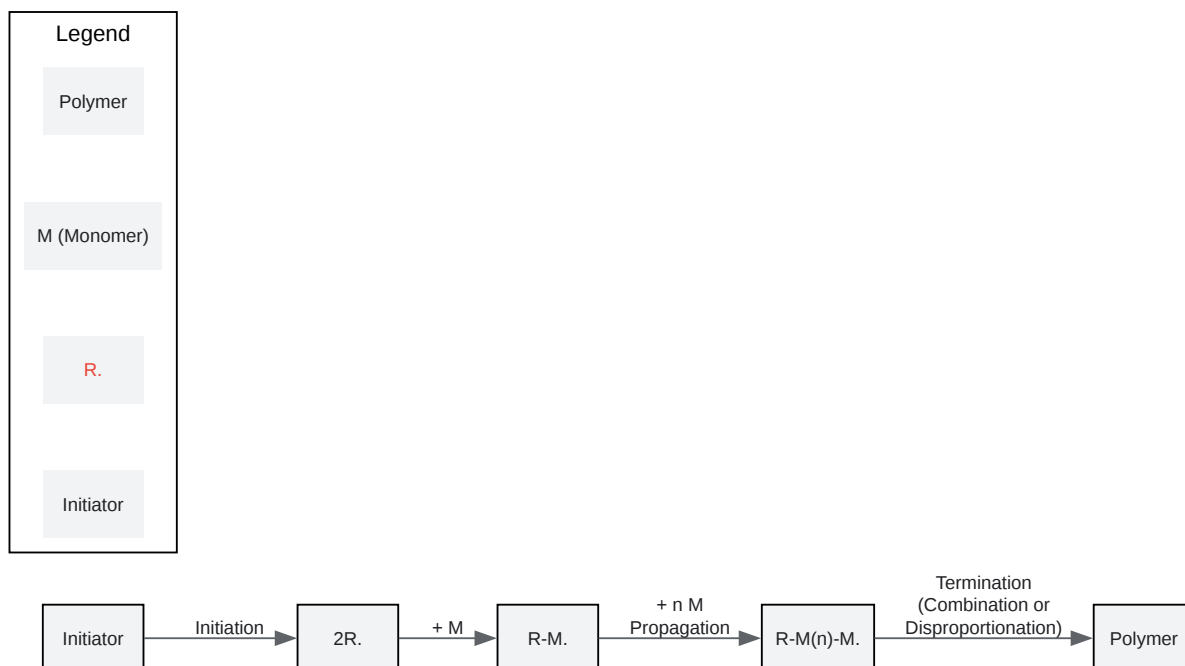 Legend
Polymer
M (Monomer)
R.
Initiator
Initiator
Initiation
2R.
+ M
R-M.
+ n M
Propagation
R-M(n)-M.
Termination
(Combination or
Disproportionation)
Polymer